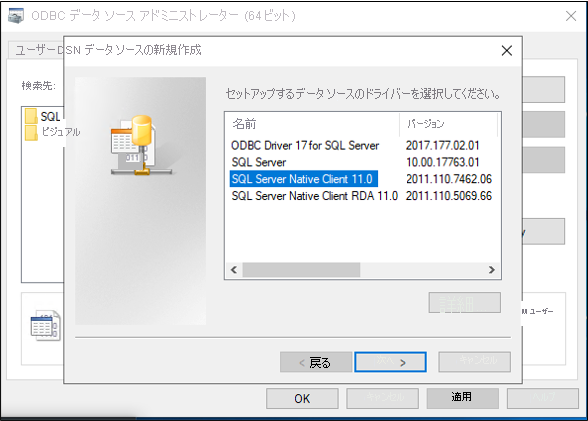 ODBC データ ソース アドミニストレーター (64ビット)
ユーザー DSN
データ ソースの新規作成
検索先:
SQL
ビジュアル
セットアップするデータ ソースのドライバーを選択してください。
名前 バージョン
ODBC Driver 17 for SQL Server 2017.177.02.01
SQL Server 10.00.17763.01
SQL Server Native Client 11.0 2011.110.7462.06
SQL Server Native Client RDA 11.0 2011.110.5069.66
詳細
ユーザー
< 戻る
>
キャンセル
OK
キャンセル
適用
ヘルプ